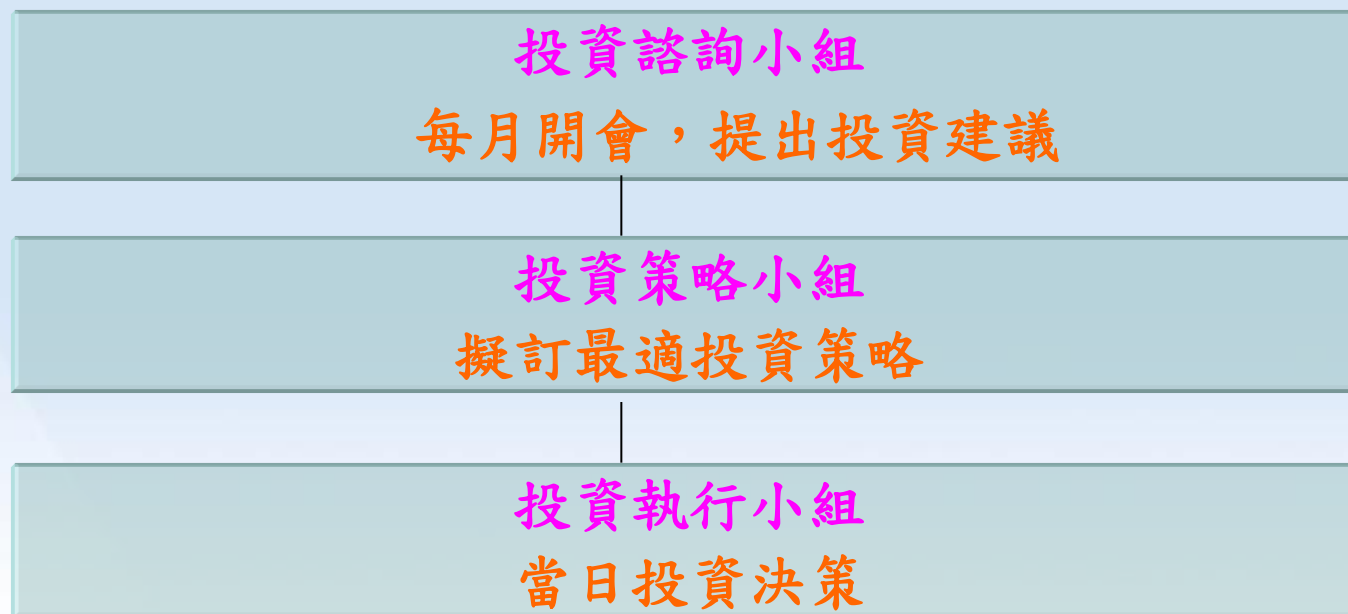 投資諮詢小組
每月開會，提出投資建議
投資策略小組
擬訂最適投資策略
投資執行小組
當日投資決策